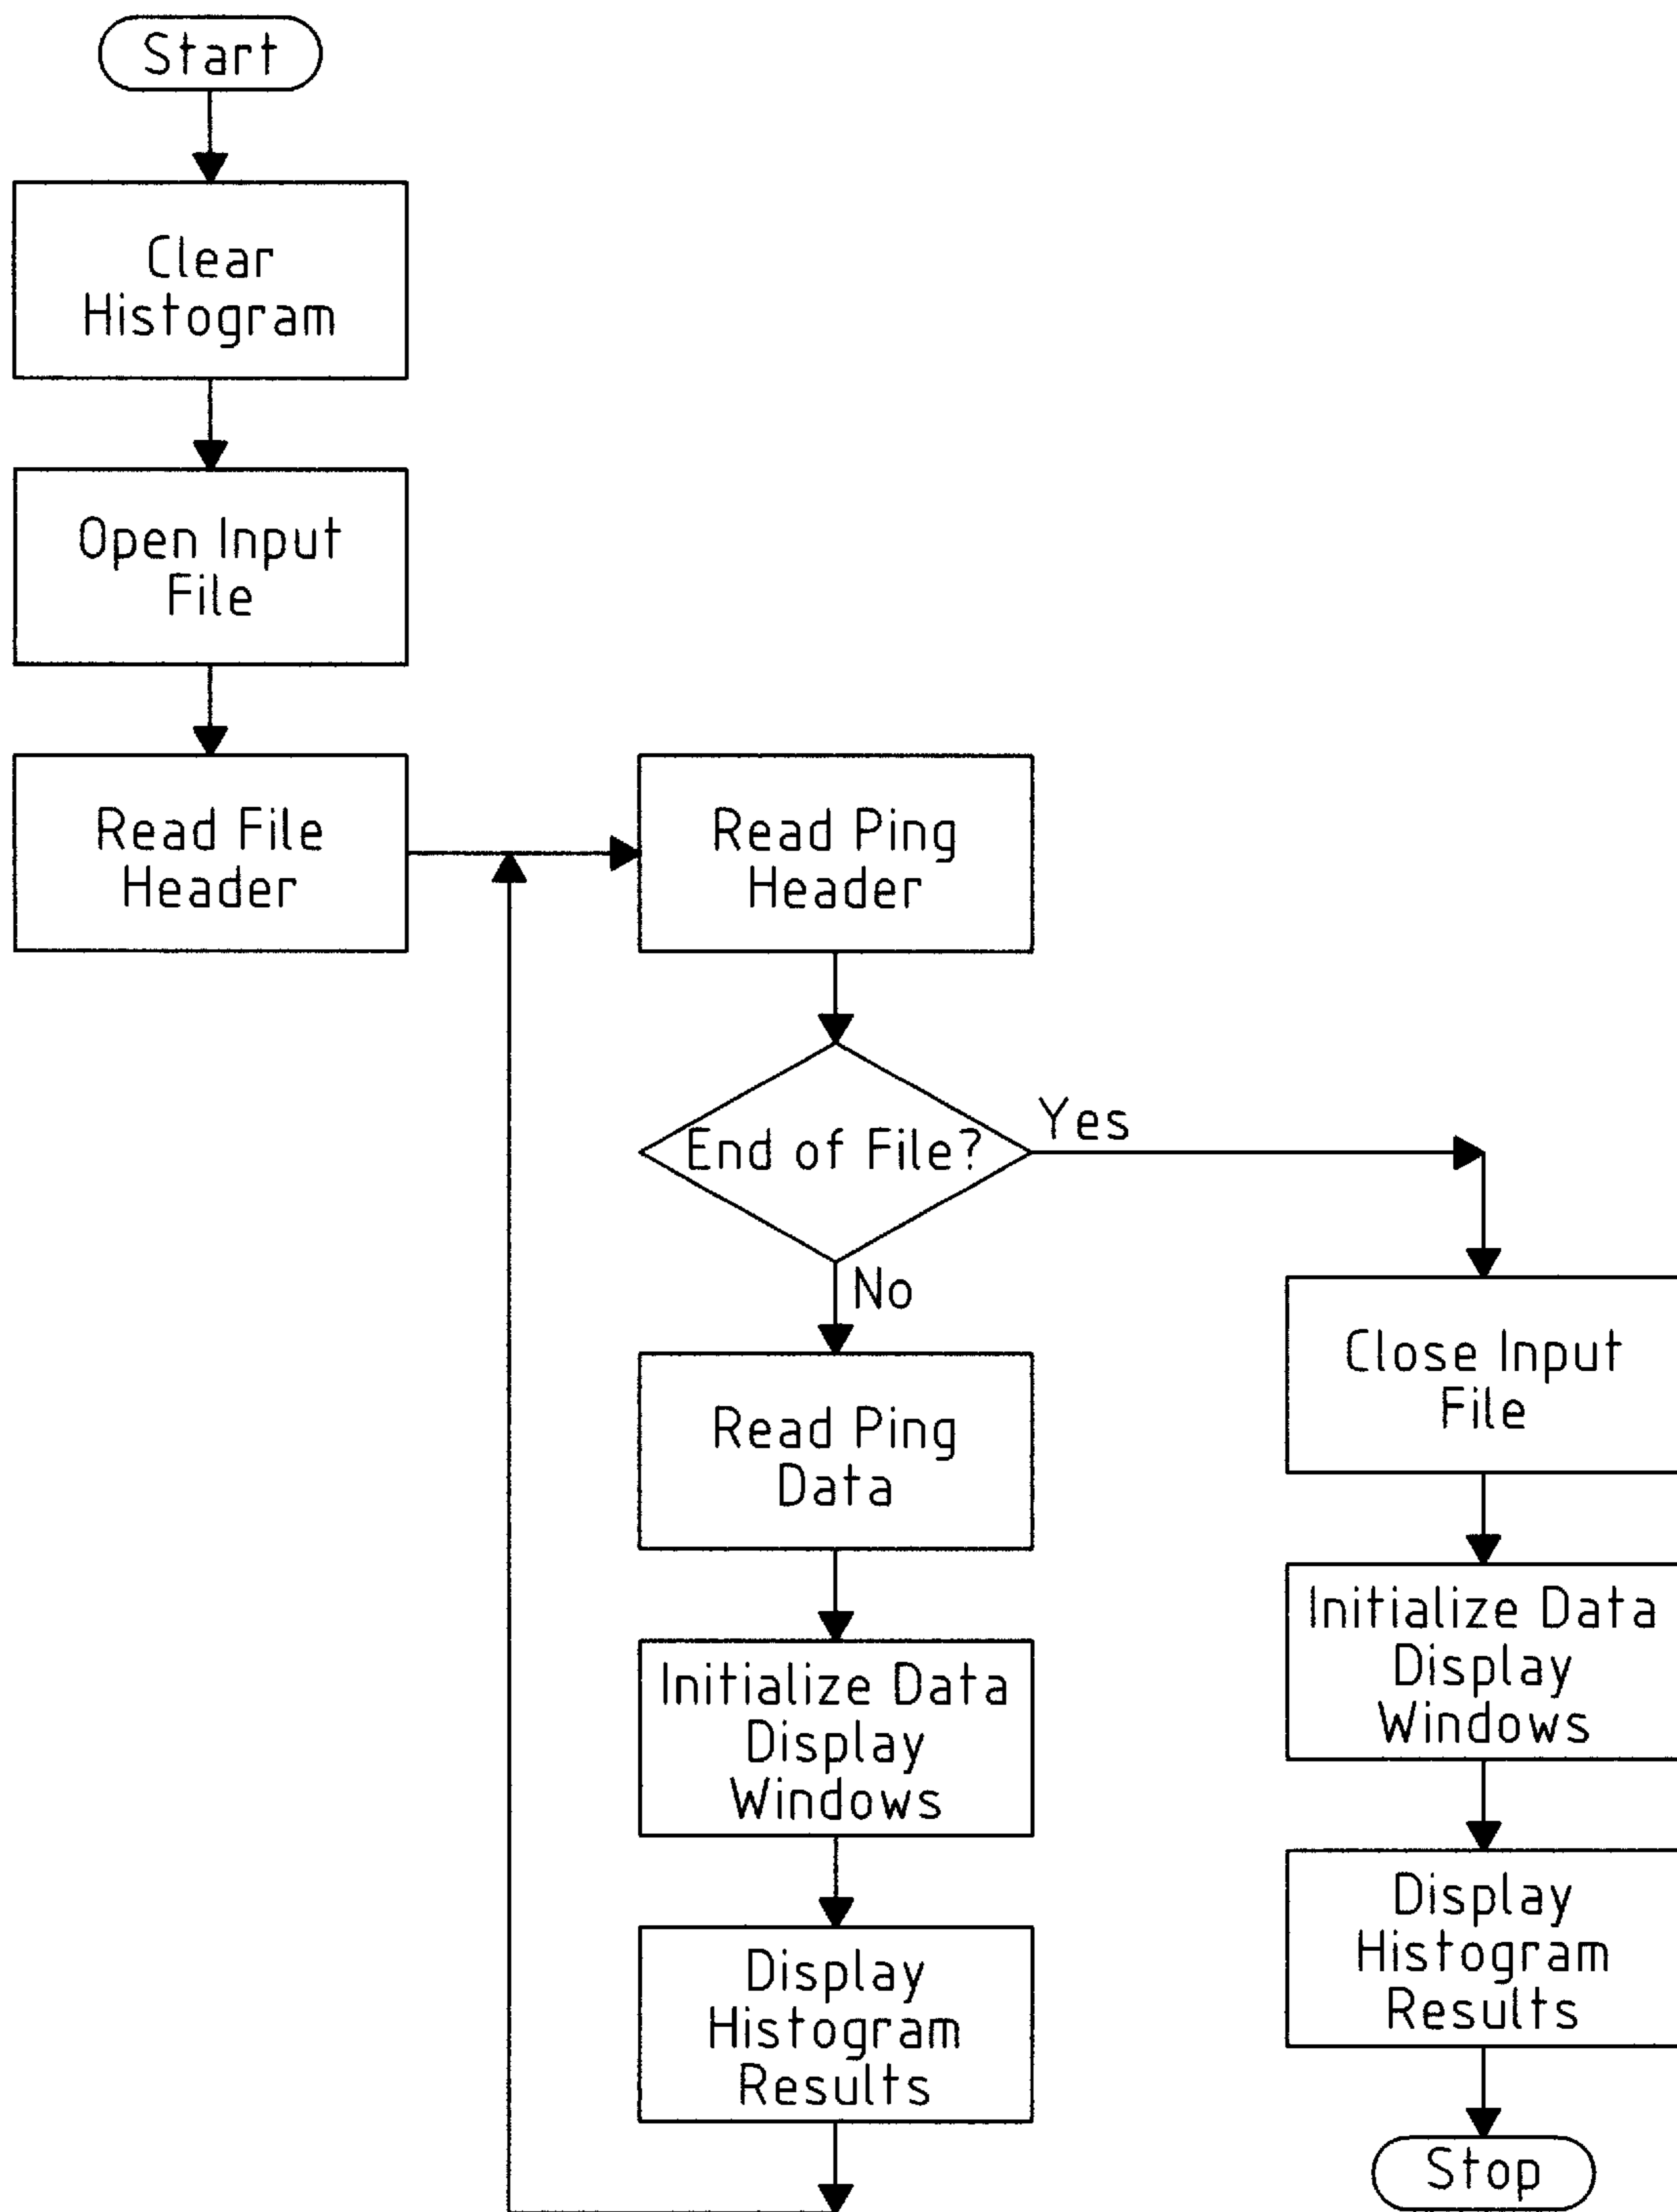 Start
Clear
Histogram
Open Input
File
Read File
Header
Read Ping
Header
End of File?
Yes
No
Read Ping
Data
Initialize Data
Display
Windows
Display
Histogram
Results
Close Input
File
Initialize Data
Display
Windows
Display
Histogram
Results
Stop